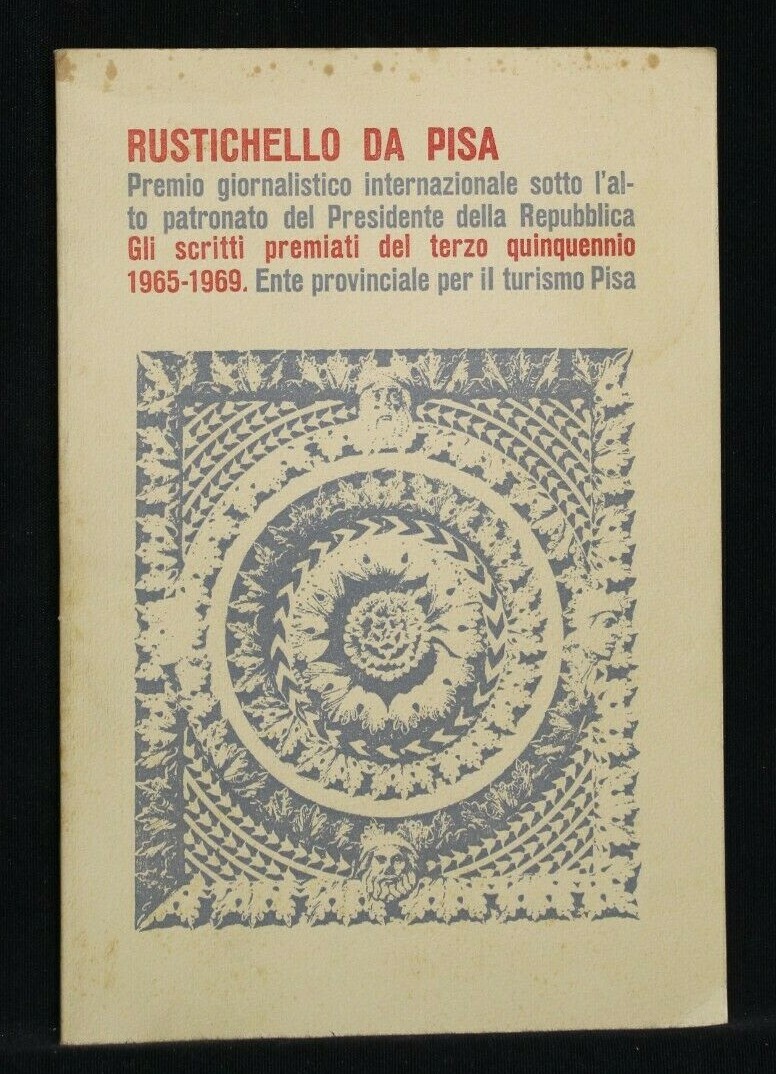 RUSTICHELLO DA PISA
Premio giornalistico internazionale sotto l'al-
to patronato del Presidente della Repubblica
Gli scritti premiati del terzo quinquennio
1965-1969. Ente provinciale per il turismo Pisa